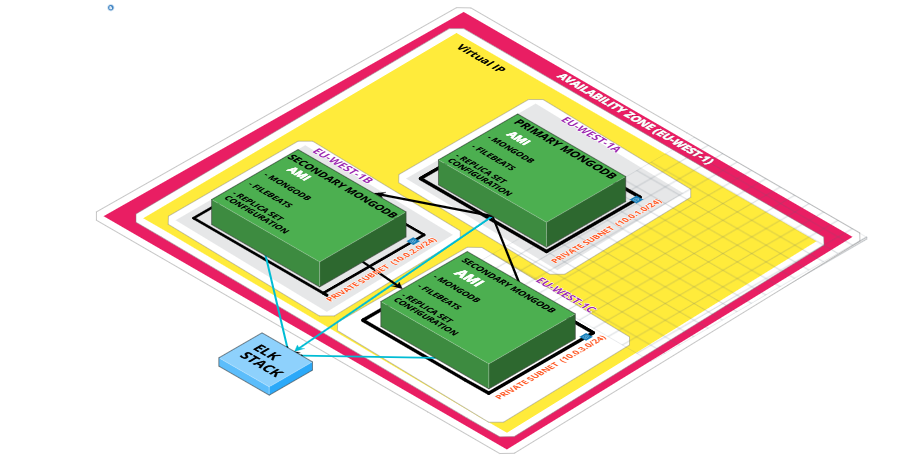 Virtual IP
AVAILABILITY ZONE (EU-WEST-1)
EU-WEST-1A
PRIMARY MONGODB
AMI
- MONGODB
- FILEBEATS
- REPLICA SET
CONFIGURATION
PRIVATE SUBNET (10.0.1.0/24)
EU-WEST-1B
SECONDARY MONGODB
AMI
- MONGODB
- FILEBEATS
- REPLICA SET
CONFIGURATION
PRIVATE SUBNET (10.0.2.0/24)
EU-WEST-1C
SECONDARY MONGODB
AMI
- MONGODB
- FILEBEATS
- REPLICA SET
CONFIGURATION
PRIVATE SUBNET (10.0.3.0/24)
ELK
STACK